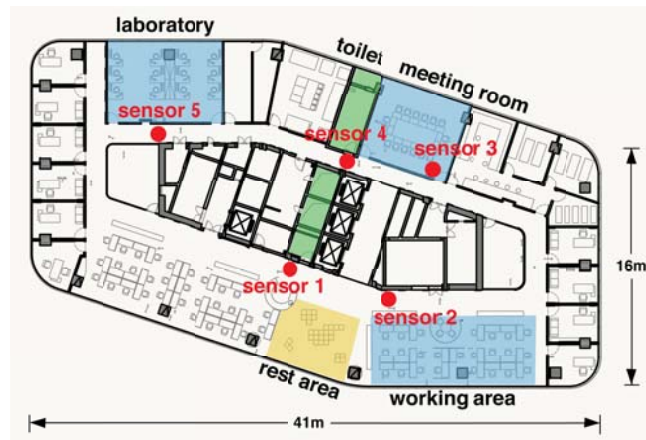 laboratory
toilet
meeting room
sensor 5
sensor 4
sensor 3
16m
sensor 1
sensor 2
rest area
working area
41m